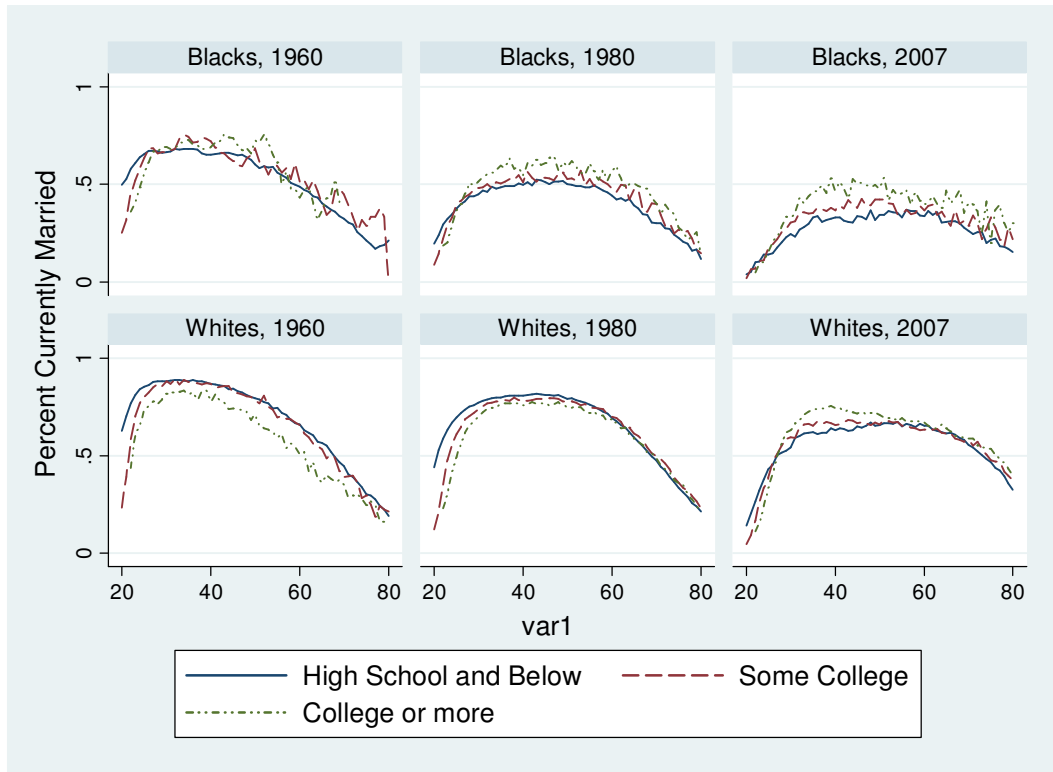 Blacks, 1960
Blacks, 1980
Blacks, 2007
1
.5
0
Whites, 1960
Whites, 1980
Whites, 2007
1
.5
0
20 40 60 80
20 40 60 80
20 40 60 80
Percent Currently Married
var1
High School and Below
Some College
College or more